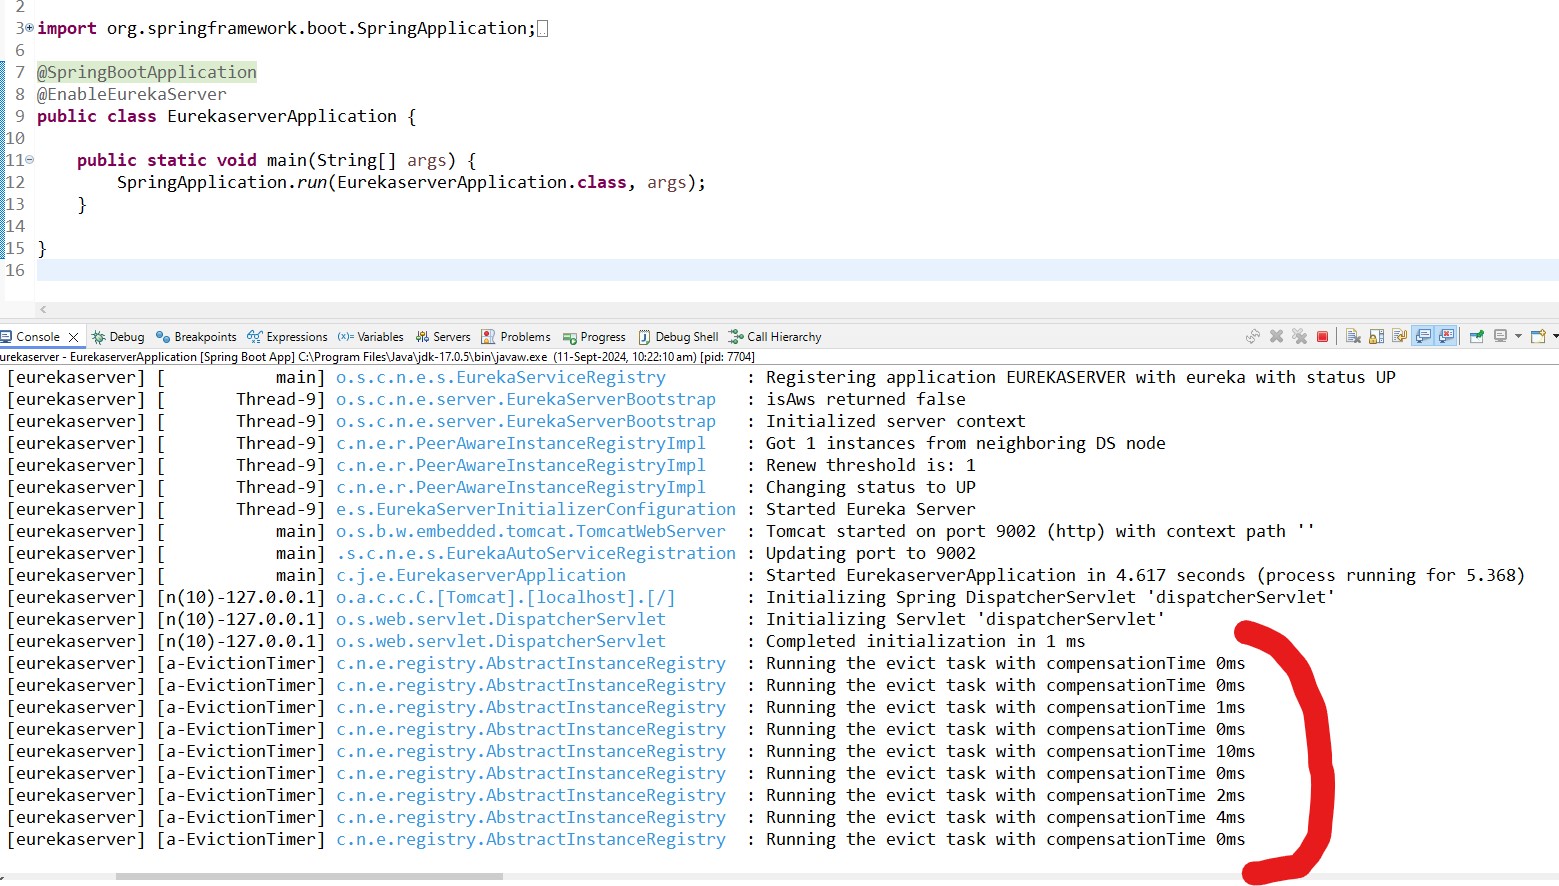 2
3 import org.springframework.boot.SpringApplication;
6
7 @SpringBootApplication
8 @EnableEurekaServer
9 public class EurekaserverApplication {
10
11 public static void main(String[] args) {
12 SpringApplication.run(EurekaserverApplication.class, args);
13 }
14
15 }
16
Console Debug Breakpoints Expressions (x)= Variables Servers Problems Progress Debug Shell Call Hierarchy
urekaserver - EurekaserverApplication [Spring Boot App] C:\Program Files\Java\jdk-17.0.5\bin\javaw.exe (11-Sept-2024, 10:22:10 am) [pid: 7704]
[eurekaserver] [           main] o.s.c.n.e.s.EurekaServiceRegistry        : Registering application EUREKASERVER with eureka with status UP
[eurekaserver] [       Thread-9] o.s.c.n.e.server.EurekaServerBootstrap   : isAws returned false
[eurekaserver] [       Thread-9] o.s.c.n.e.server.EurekaServerBootstrap   : Initialized server context
[eurekaserver] [       Thread-9] c.n.e.r.PeerAwareInstanceRegistryImpl    : Got 1 instances from neighboring DS node
[eurekaserver] [       Thread-9] c.n.e.r.PeerAwareInstanceRegistryImpl    : Renew threshold is: 1
[eurekaserver] [       Thread-9] c.n.e.r.PeerAwareInstanceRegistryImpl    : Changing status to UP
[eurekaserver] [       Thread-9] e.s.EurekaServerInitializerConfiguration : Started Eureka Server
[eurekaserver] [           main] o.s.b.w.embedded.tomcat.TomcatWebServer  : Tomcat started on port 9002 (http) with context path ''
[eurekaserver] [           main] .s.c.n.e.s.EurekaAutoServiceRegistration : Updating port to 9002
[eurekaserver] [           main] c.j.e.EurekaserverApplication            : Started EurekaserverApplication in 4.617 seconds (process running for 5.368)
[eurekaserver] [n(10)-127.0.0.1] o.a.c.c.C.[Tomcat].[localhost].[/]       : Initializing Spring DispatcherServlet 'dispatcherServlet'
[eurekaserver] [n(10)-127.0.0.1] o.s.web.servlet.DispatcherServlet        : Initializing Servlet 'dispatcherServlet'
[eurekaserver] [n(10)-127.0.0.1] o.s.web.servlet.DispatcherServlet        : Completed initialization in 1 ms
[eurekaserver] [a-EvictionTimer] c.n.e.registry.AbstractInstanceRegistry  : Running the evict task with compensationTime 0ms
[eurekaserver] [a-EvictionTimer] c.n.e.registry.AbstractInstanceRegistry  : Running the evict task with compensationTime 0ms
[eurekaserver] [a-EvictionTimer] c.n.e.registry.AbstractInstanceRegistry  : Running the evict task with compensationTime 1ms
[eurekaserver] [a-EvictionTimer] c.n.e.registry.AbstractInstanceRegistry  : Running the evict task with compensationTime 0ms
[eurekaserver] [a-EvictionTimer] c.n.e.registry.AbstractInstanceRegistry  : Running the evict task with compensationTime 10ms
[eurekaserver] [a-EvictionTimer] c.n.e.registry.AbstractInstanceRegistry  : Running the evict task with compensationTime 0ms
[eurekaserver] [a-EvictionTimer] c.n.e.registry.AbstractInstanceRegistry  : Running the evict task with compensationTime 2ms
[eurekaserver] [a-EvictionTimer] c.n.e.registry.AbstractInstanceRegistry  : Running the evict task with compensationTime 4ms
[eurekaserver] [a-EvictionTimer] c.n.e.registry.AbstractInstanceRegistry  : Running the evict task with compensationTime 0ms